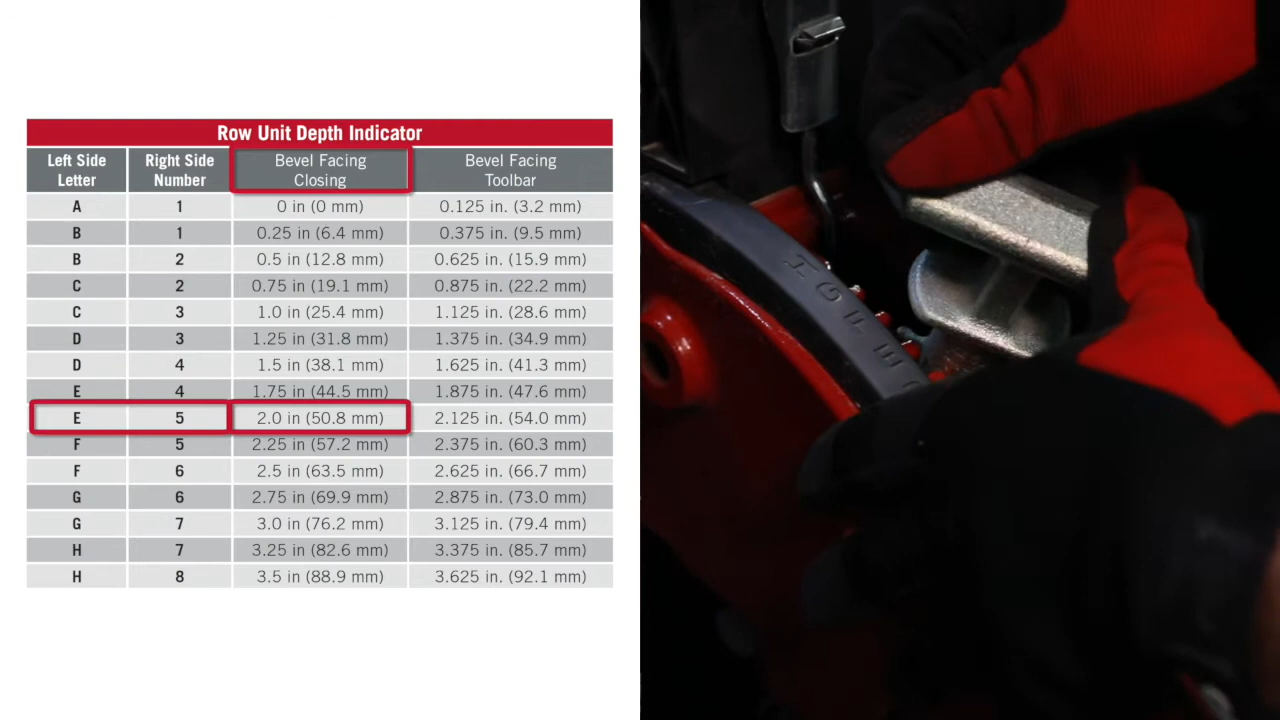 Row Unit Depth Indicator
Left Side Letter Right Side Number Bevel Facing Closing Bevel Facing Toolbar
A 1 0 in (0 mm) 0.125 in. (3.2 mm)
B 1 0.25 in (6.4 mm) 0.375 in. (9.5 mm)
B 2 0.5 in (12.8 mm) 0.625 in. (15.9 mm)
C 2 0.75 in (19.1 mm) 0.875 in. (22.2 mm)
C 3 1.0 in (25.4 mm) 1.125 in. (28.6 mm)
D 3 1.25 in (31.8 mm) 1.375 in. (34.9 mm)
D 4 1.5 in (38.1 mm) 1.625 in. (41.3 mm)
E 4 1.75 in (44.5 mm) 1.875 in. (47.6 mm)
E 5 2.0 in (50.8 mm) 2.125 in. (54.0 mm)
F 5 2.25 in (57.2 mm) 2.375 in. (60.3 mm)
F 6 2.5 in (63.5 mm) 2.625 in. (66.7 mm)
G 6 2.75 in (69.9 mm) 2.875 in. (73.0 mm)
G 7 3.0 in (76.2 mm) 3.125 in. (79.4 mm)
H 7 3.25 in (82.6 mm) 3.375 in. (85.7 mm)
H 8 3.5 in (88.9 mm) 3.625 in. (92.1 mm)
H G F E